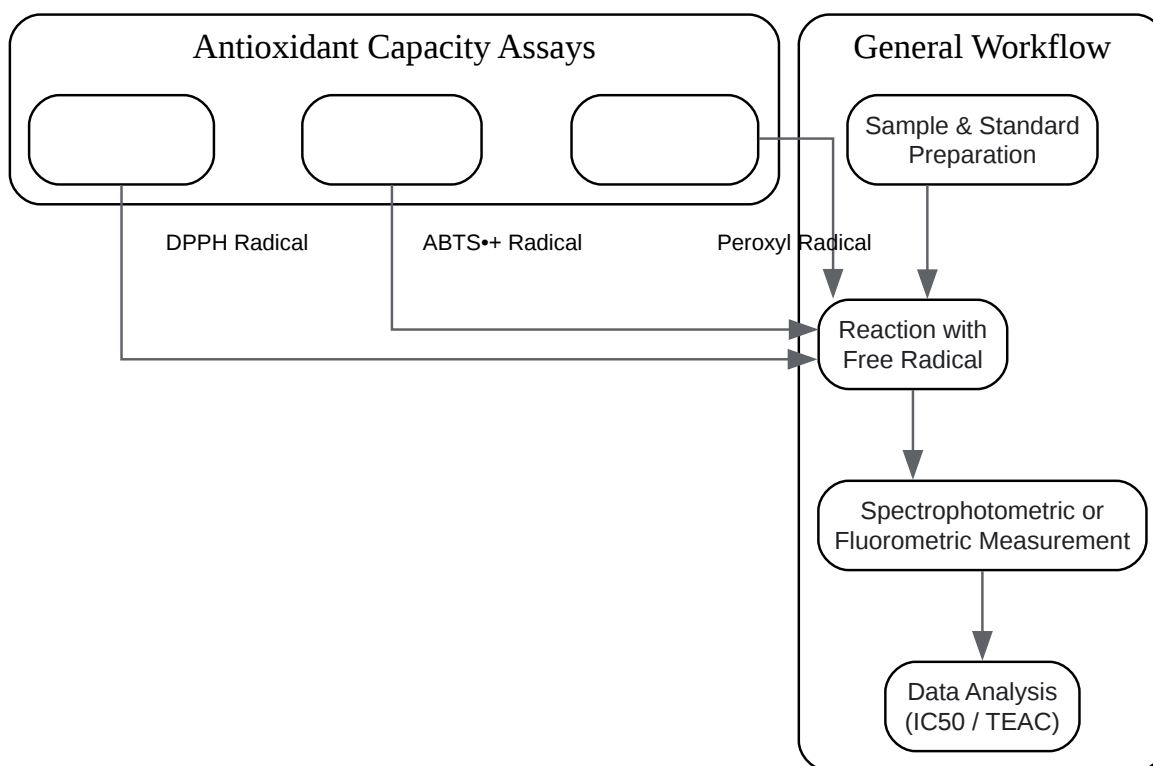 Antioxidant Capacity Assays
General Workflow
Sample & Standard
Preparation
DPPH Radical
ABTS•+ Radical
Peroxyl Radical
Reaction with
Free Radical
Spectrophotometric or
Fluorometric Measurement
Data Analysis
(IC50 / TEAC)